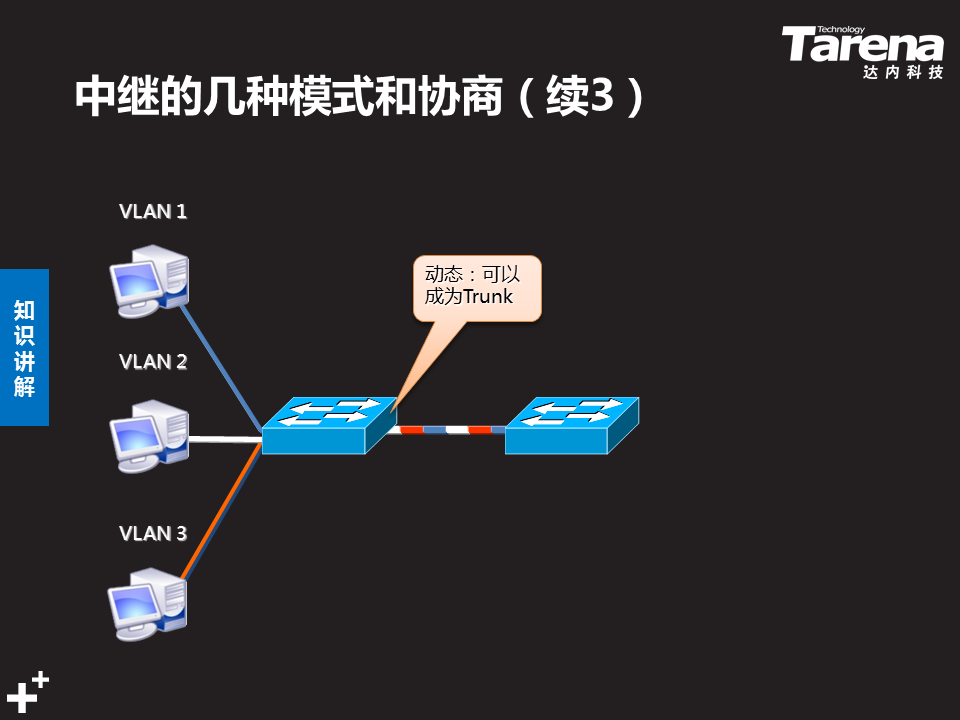 Technology
Tarena
达内科技
中继的几种模式和协商（续3）
VLAN 1
动态：可以
成为Trunk
知
识
讲
解
VLAN 2
VLAN 3